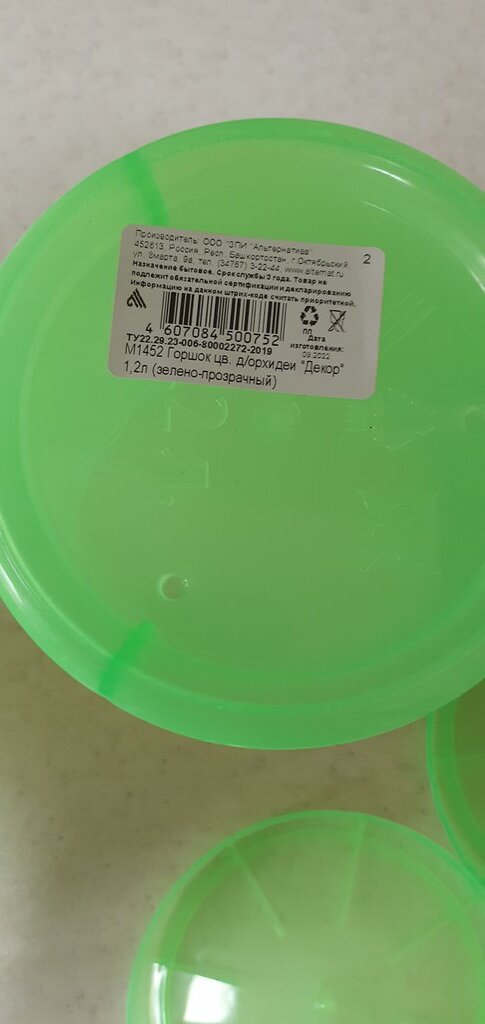 Производитель: ООО "ЗПИ "Альтернатива"
452613, Россия, Респ. Башкортостан, г.Октябрьский
ул. 8марта, 9а, тел. (34767) 3-22-44, www.alternat.ru
2
Назначение бытовое. Срок службы 3 года. Товар не
подлежит обязательной сертификации и декларированию
Информацию на данном штрих-коде считать приоритетной.
4 607084 500752
ПЛ
Дата
изготовления:
09.2022
ТУ22.29.23-006-80002272-2019
М1452 Горшок цв. д/орхидеи "Декор"
1,2л (зелено-прозрачный)